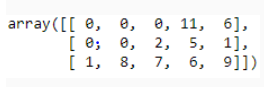 array([[ 0, 0, 0, 11, 6],
[ 0; 0, 2, 5, 1],
[ 1, 8, 7, 6, 9]])